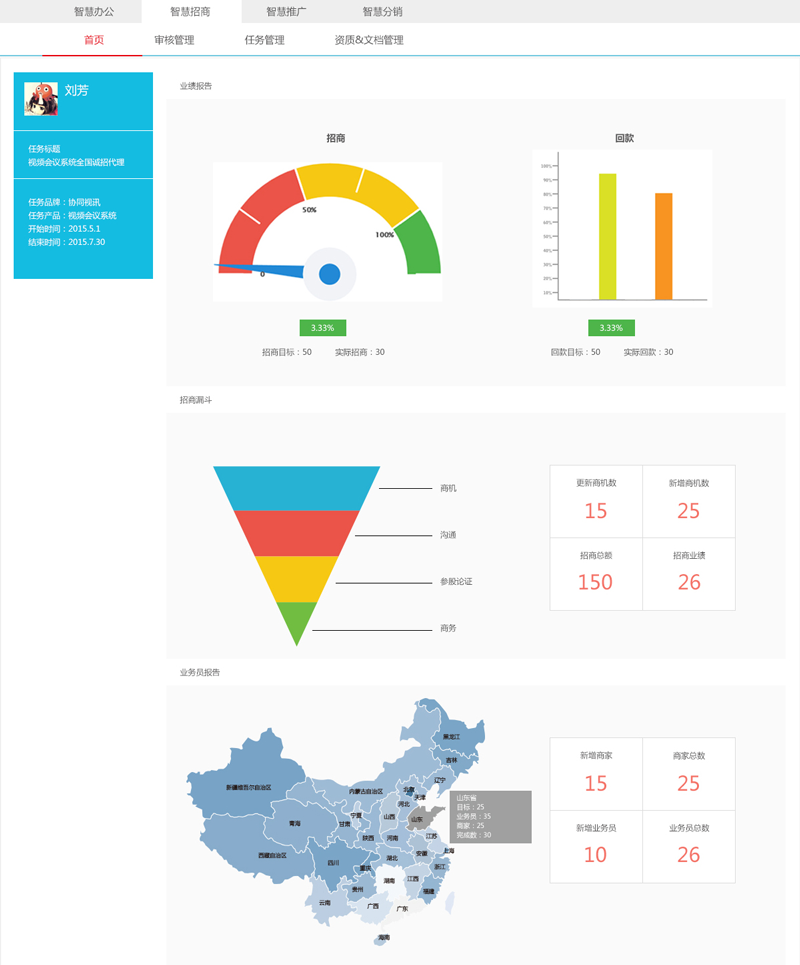 智慧办公 智慧招商 智慧推广 智慧分销
首页 审核管理 任务管理 资质&文档管理
刘芳
任务标题
视频会议系统全国诚招代理
任务品牌：协同视讯
任务产品：视频会议系统
开始时间：2015.5.1
结束时间：2015.7.30
业绩报告
招商
50%
100%
0
3.33%
招商目标：50 实际招商：30
回款
100%
90%
80%
70%
60%
50%
40%
30%
20%
10%
3.33%
回款目标：50 实际回款：30
招商漏斗
商机
沟通
参股论证
商务
更新商机数 新增商机数
15 25
招商总额 招商业绩
150 26
业务员报告
黑龙江
吉林
辽宁
新疆维吾尔自治区
内蒙古自治区
北京
天津
河北
山西
宁夏
青海
甘肃
陕西
河南
山东
江苏
西藏自治区
四川
重庆
湖北
安徽
上海
浙江
湖南
江西
贵州
福建
云南
广西
广东
海南
山东省
目标：25
业务员：35
商家：25
完成数：30
新增商家 商家总数
15 25
新增业务员 业务员总数
10 26